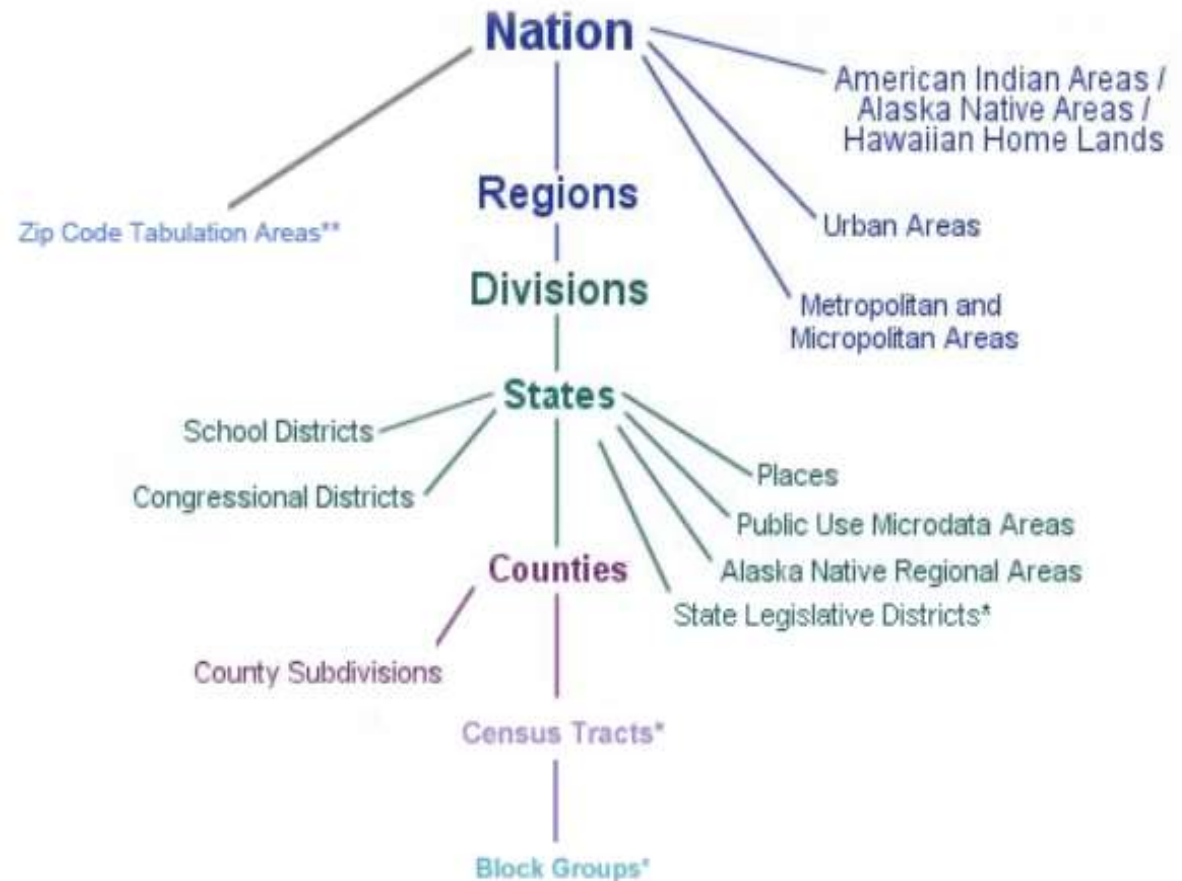 Nation
American Indian Areas /
Alaska Native Areas /
Hawaiian Home Lands
Regions
Zip Code Tabulation Areas**
Urban Areas
Divisions
Metropolitan and
Micropolitan Areas
States
School Districts
Places
Congressional Districts
Public Use Microdata Areas
Counties
Alaska Native Regional Areas
State Legislative Districts*
County Subdivisions
Census Tracts*
Block Groups*